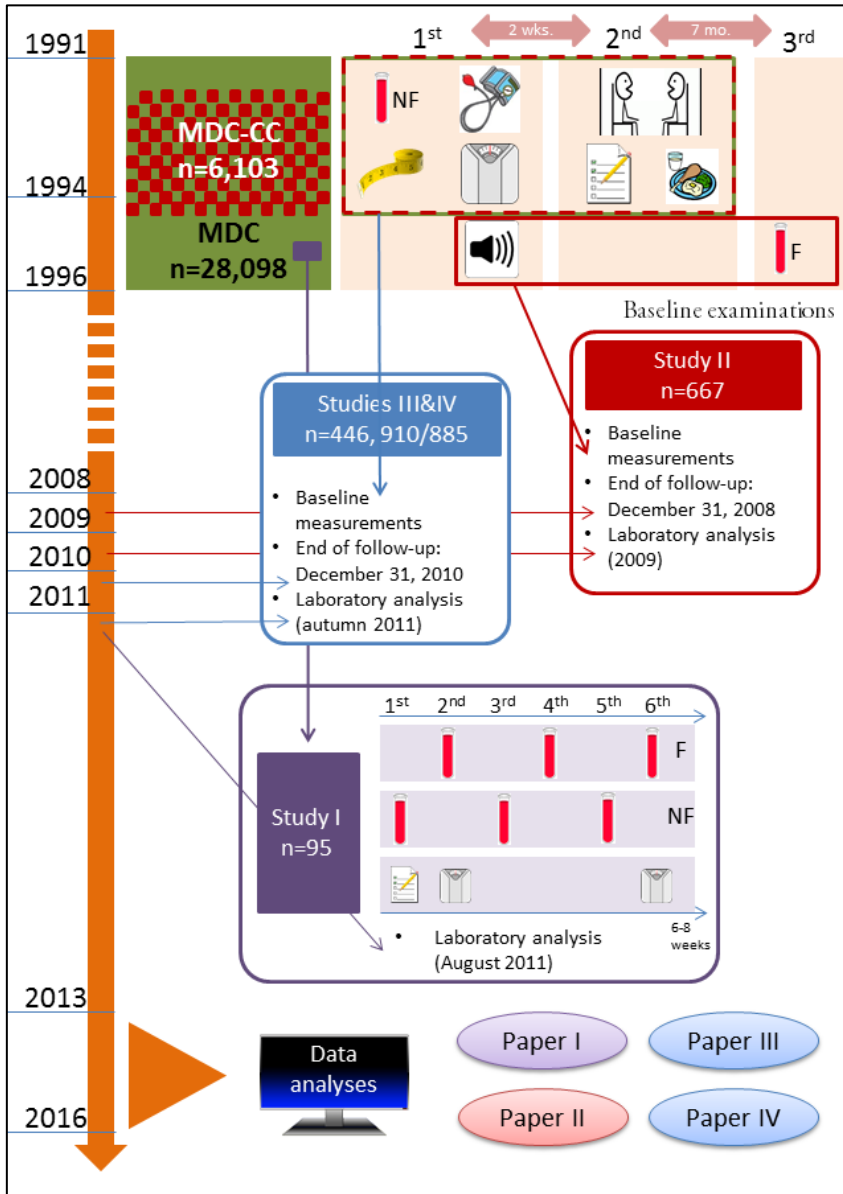 1991
1994
1996
2008
2009
2010
2011
2013
2016
1st
2 wks.
2nd
7 mo.
3rd
MDC-CC
n=6,103
MDC
n=28,098
NF
F
Baseline examinations
Studies III&IV
n=446, 910/885
• Baseline
measurements
• End of follow-up:
December 31, 2010
• Laboratory analysis
(autumn 2011)
Study II
n=667
• Baseline
measurements
• End of follow-up:
December 31, 2008
• Laboratory analysis
(2009)
Study I
n=95
1st 2nd 3rd 4th 5th 6th
F
NF
6-8
weeks
• Laboratory analysis
(August 2011)
Data
analyses
Paper I
Paper III
Paper II
Paper IV